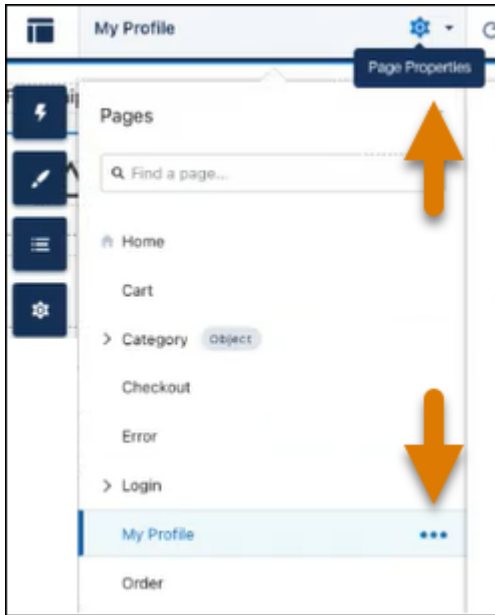 My Profile
Page Properties
Pages
Find a page...
Home
Cart
Category Object
Checkout
Error
Login
My Profile
Order